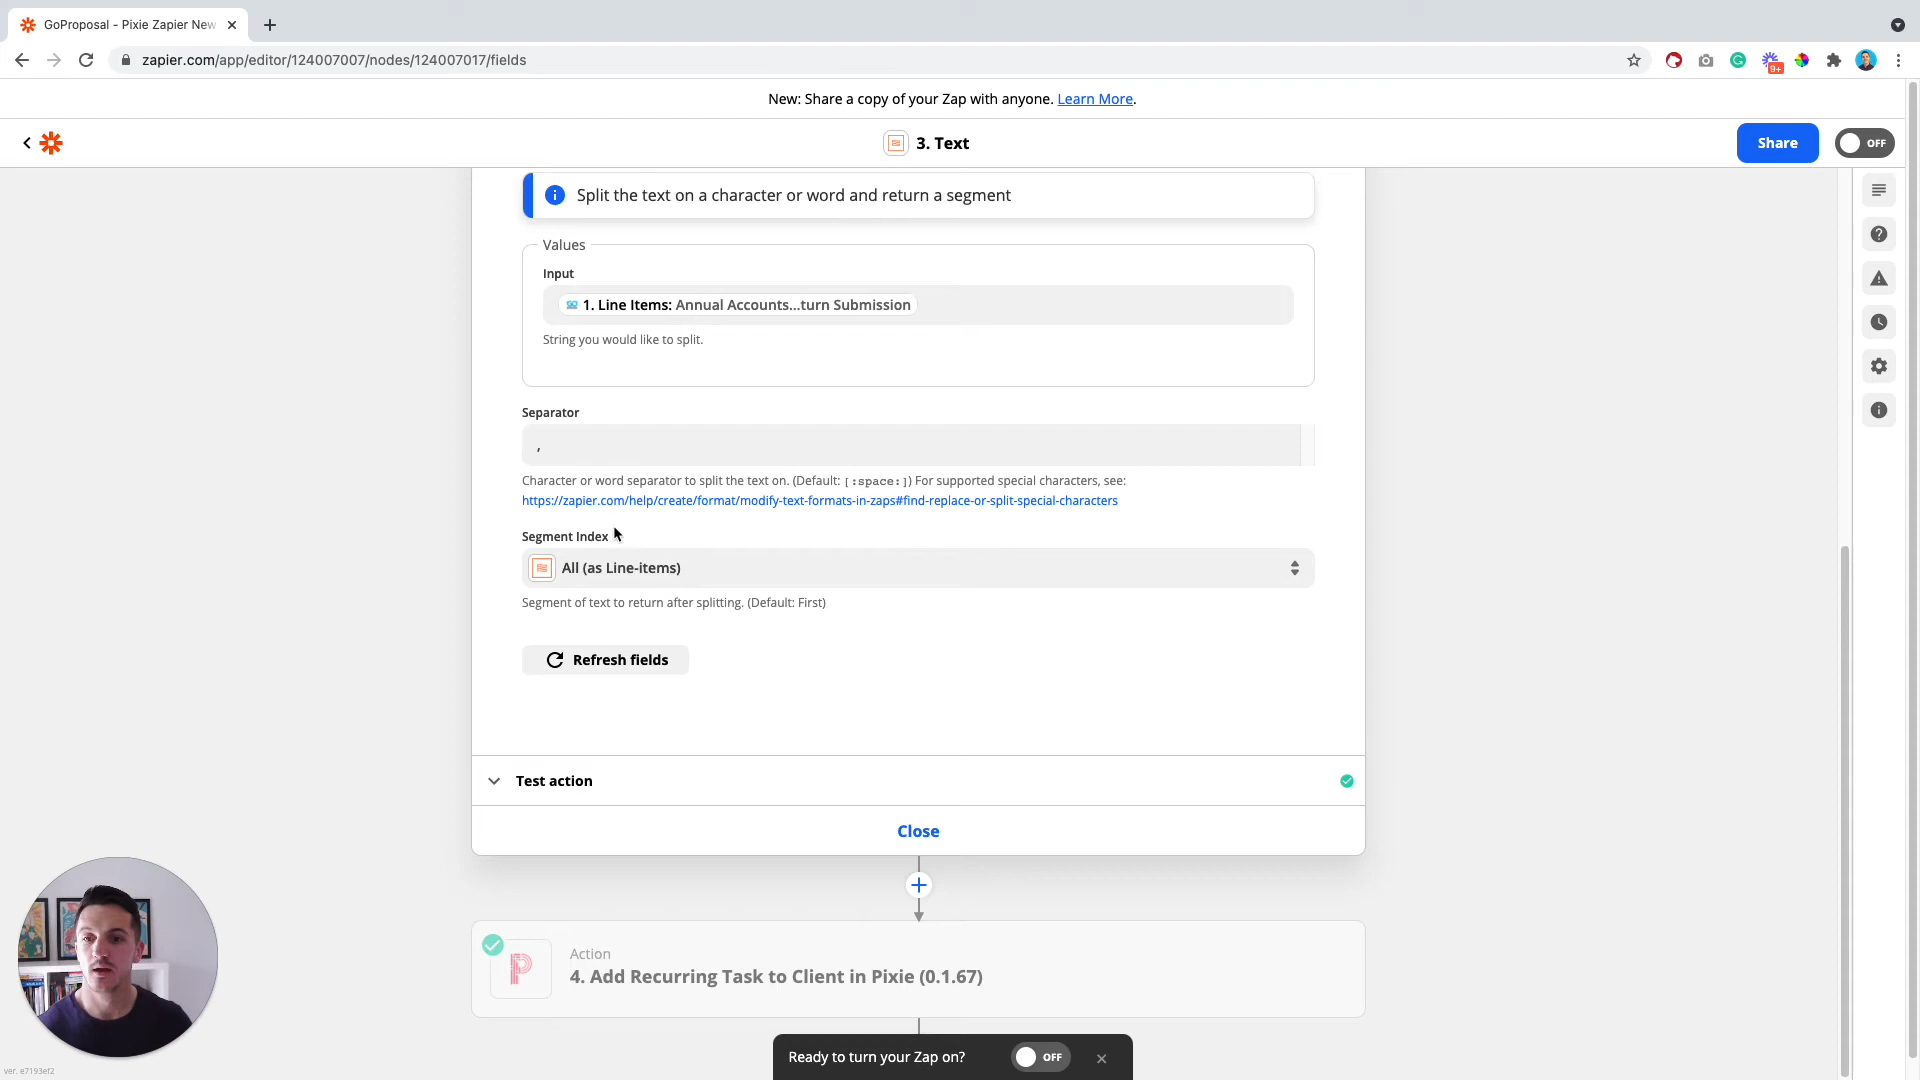 GoProposal - Pixie Zapier New
zapier.com/app/editor/124007007/nodes/124007017/fields
9+
New: Share a copy of your Zap with anyone. Learn More.
3. Text
Share
OFF
Split the text on a character or word and return a segment
Values
Input
1. Line Items: Annual Accounts...turn Submission
String you would like to split.
Separator
,
Character or word separator to split the text on. (Default: [:space:]) For supported special characters, see:
https://zapier.com/help/create/format/modify-text-formats-in-zaps#find-replace-or-split-special-characters
Segment Index
All (as Line-items)
Segment of text to return after splitting. (Default: First)
Refresh fields
Test action
Close
Action
4. Add Recurring Task to Client in Pixie (0.1.67)
Ready to turn your Zap on?
OFF
ver. e7193ef2